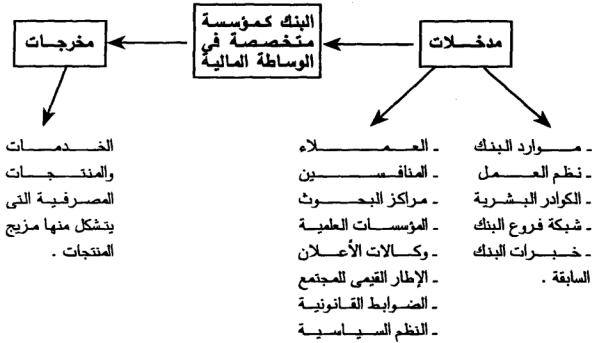 مدخلات
البنك كمؤسسة
متخصصة في
الوساطة المالية
مخرجات
- موارد البنك
- نظم العمل
- الكوادر البشرية
- شبكة فروع البنك
- خبرات البنك
السابقة .
- العملاء
- المنافسين
- مراكز البحوث
- المؤسسات العلمية
- وكالات الأعلان
- الإطار القيمى للمجتمع
- الضوابط القانونية
- النظم السياسية
الخدمات
والمنتجات
المصرفية التى
يتشكل منها مزيج
المنتجات .